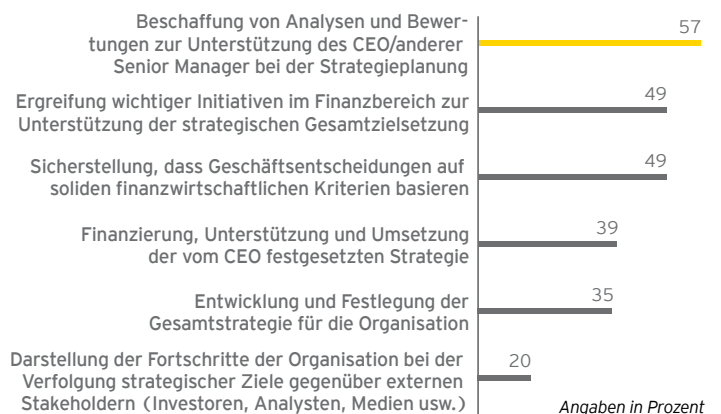 Beschaffung von Analysen und Bewer-
tungen zur Unterstützung des CEO/anderer
Senior Manager bei der Strategieplanung
57
Ergreifung wichtiger Initiativen im Finanzbereich zur
Unterstützung der strategischen Gesamtzielsetzung
49
Sicherstellung, dass Geschäftsentscheidungen auf
soliden finanzwirtschaftlichen Kriterien basieren
49
Finanzierung, Unterstützung und Umsetzung
der vom CEO festgesetzten Strategie
39
Entwicklung und Festlegung der
Gesamtstrategie für die Organisation
35
Darstellung der Fortschritte der Organisation bei der
Verfolgung strategischer Ziele gegenüber externen
Stakeholdern (Investoren, Analysten, Medien usw.)
20
Angaben in Prozent